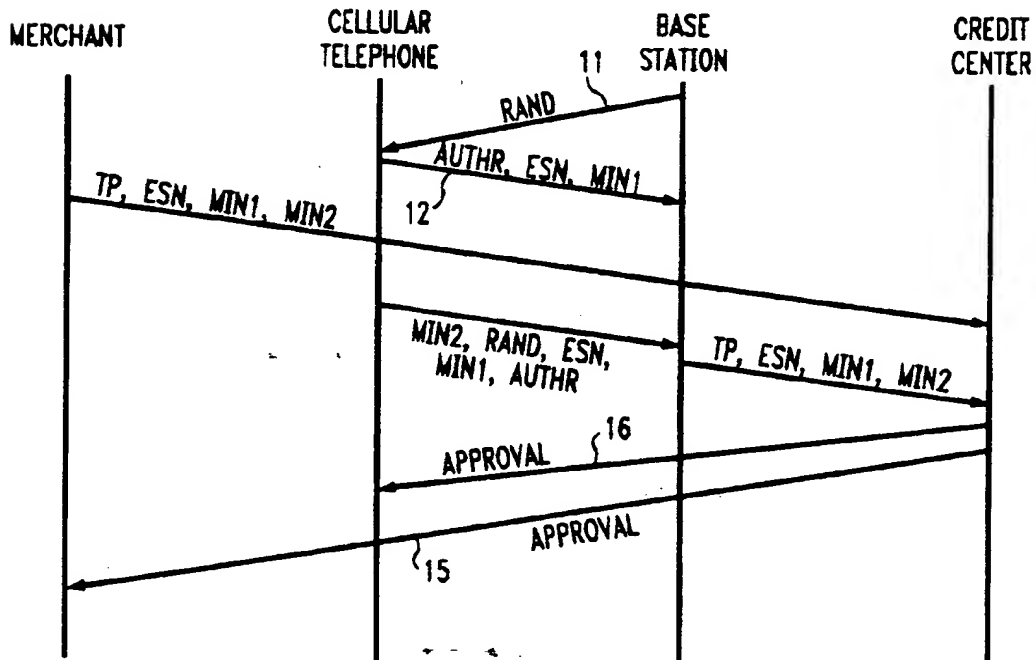 MERCHANT
CELLULAR
TELEPHONE
BASE
STATION
CREDIT
CENTER
11
RAND
AUTHR, ESN, MIN1
12
TP, ESN, MIN1, MIN2
MIN2, RAND, ESN,
MIN1, AUTHR
TP, ESN, MIN1, MIN2
16
APPROVAL
APPROVAL
15